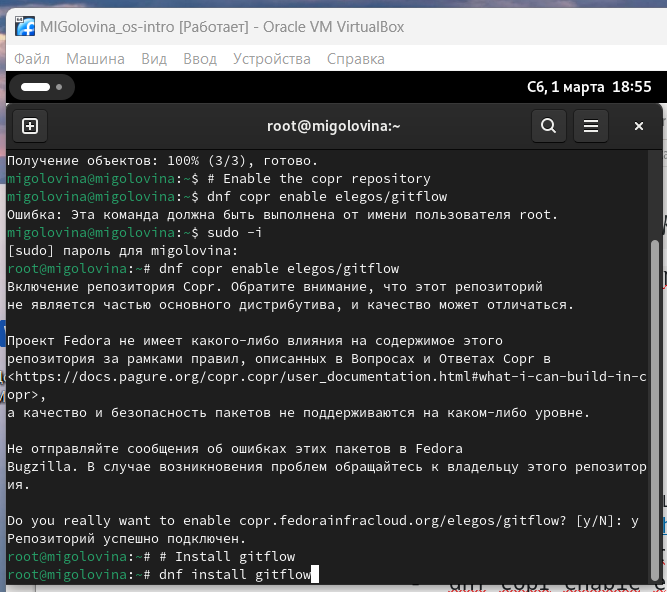 MIGolovina_os-intro [Работает] - Oracle VM VirtualBox
Файл Машина Вид Ввод Устройства Справка
Сб, 1 марта 18:55
root@migolovina:~
Получение объектов: 100% (3/3), готово.
migolovina@migolovina:~$ # Enable the copr repository
migolovina@migolovina:~$ dnf copr enable elegos/gitflow
Ошибка: Эта команда должна быть выполнена от имени пользователя root.
migolovina@migolovina:~$ sudo -i
[sudo] пароль для migolovina:
root@migolovina:~# dnf copr enable elegos/gitflow
Включение репозитория Copr. Обратите внимание, что этот репозиторий
не является частью основного дистрибутива, и качество может отличаться.
Проект Fedora не имеет какого-либо влияния на содержимое этого
репозитория за рамками правил, описанных в Вопросах и Ответах Copr в
<https://docs.pagure.org/copr.copr/user_documentation.html#what-i-can-build-in-c
opr>,
а качество и безопасность пакетов не поддерживаются на каком-либо уровне.
Не отправляйте сообщения об ошибках этих пакетов в Fedora
Bugzilla. В случае возникновения проблем обращайтесь к владельцу этого репозитор
ия.
Do you really want to enable copr.fedorainfracloud.org/elegos/gitflow? [y/N]: y
Репозиторий успешно подключен.
root@migolovina:~# # Install gitflow
root@migolovina:~# dnf install gitflow